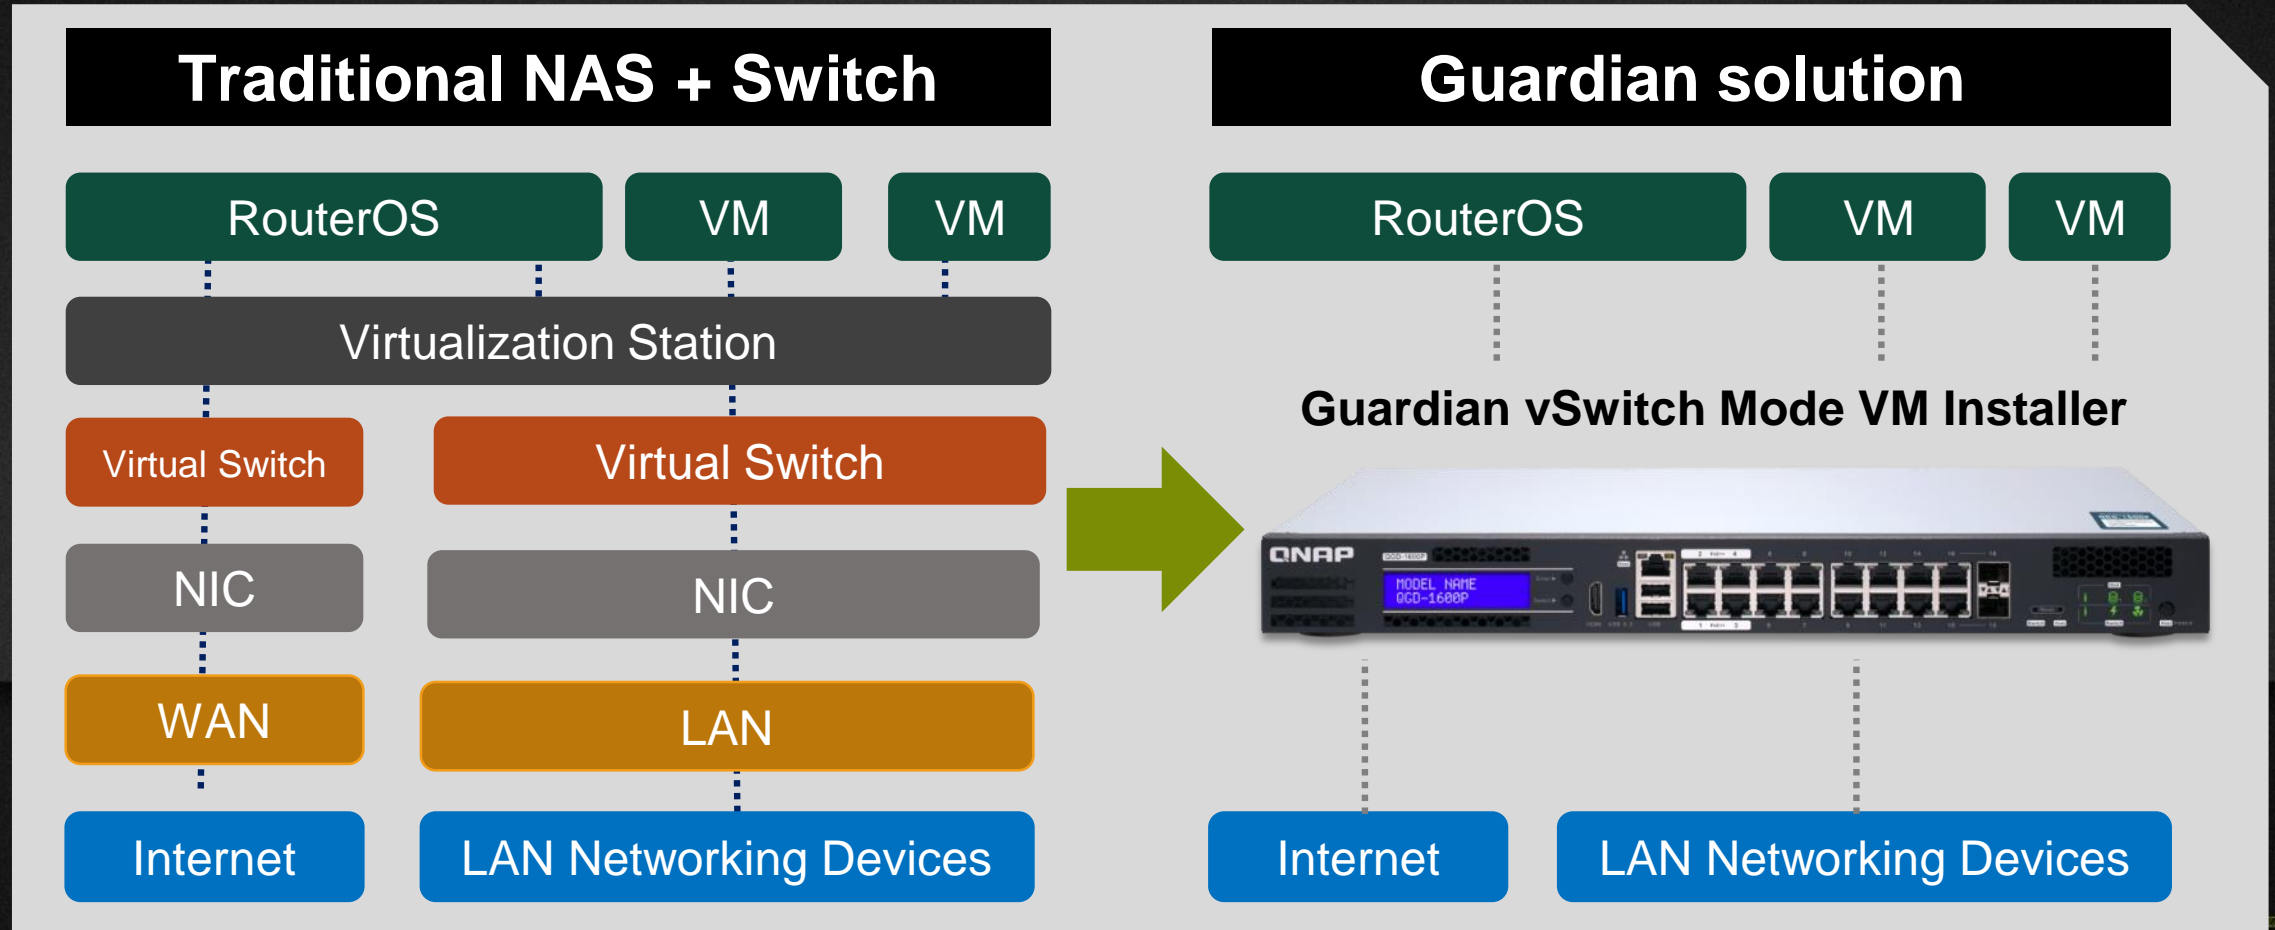 Traditional NAS + Switch
RouterOS
VM
VM
Virtualization Station
Virtual Switch
Virtual Switch
NIC
NIC
WAN
LAN
Internet
LAN Networking Devices
Guardian solution
RouterOS
VM
VM
Guardian vSwitch Mode VM Installer
QNAP
QGD-1600P
MODEL NAME
QGD-1600P
Internet
LAN Networking Devices